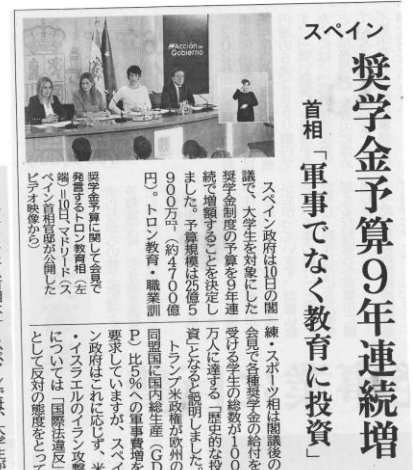 スペイン
奨学金予算9年連続増
首相「軍事でなく教育に投資」
#Acción de
Gobierno
奨学金予算に関して会見で
発言するトロン教育相（左
端）＝10日、マドリード（ス
ペイン首相官邸が公開した
ビデオ映像から）
スペイン政府は10日の閣
議で、大学生を対象にした
奨学金制度の予算を9年連
続で増額することを決定し
ました。予算規模は25億5
900万㌦（約4700億
円）。トロン教育・職業訓
練・スポーツ相は閣議後の
会見で各種奨学金の給付を
受ける学生の総数が100
万人に達する「歴史的な投
資」となると説明しました。
トランプ米政権が欧州の
同盟国に国内総生産（GD
P）比5％への軍事費増を
要求していますが、スペイ
ン政府はこれに応じず、米
・イスラエルのイラン攻撃
については「国際法違反」
として反対の態度をとって